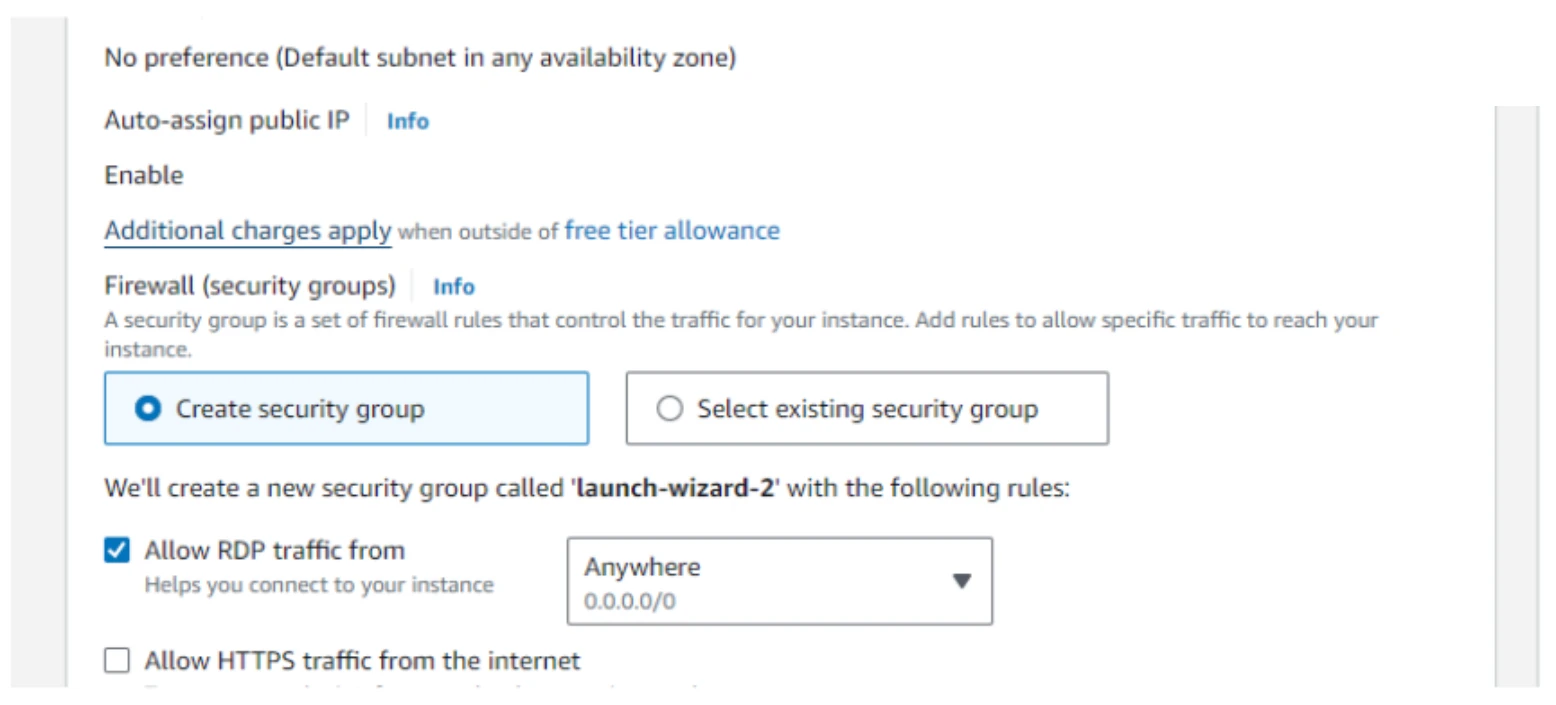 No preference (Default subnet in any availability zone)
Auto-assign public IP Info
Enable
Additional charges apply when outside of free tier allowance
Firewall (security groups) Info
A security group is a set of firewall rules that control the traffic for your instance. Add rules to allow specific traffic to reach your
instance.
Create security group Select existing security group
We'll create a new security group called 'launch-wizard-2' with the following rules:
Allow RDP traffic from
Helps you connect to your instance
Anywhere
0.0.0.0/0
Allow HTTPS traffic from the internet